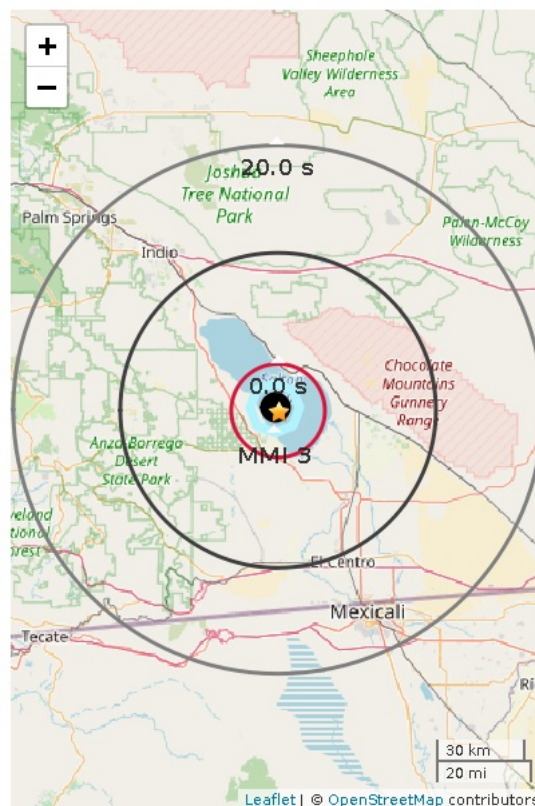 +
−
Sheephole
Valley Wilderness
Area
20.0 s
Joshua
Tree National
Park
Palm Springs
Palen-McCoy
Wilderness
Indio
Chocolate
Mountains
Gunnery
Range
0.0 s
MMI 3
Anza-Borrego
Desert
State Park
El Centro
Mexicali
Tecate
30 km
20 mi
Leaflet | © OpenStreetMap contributors